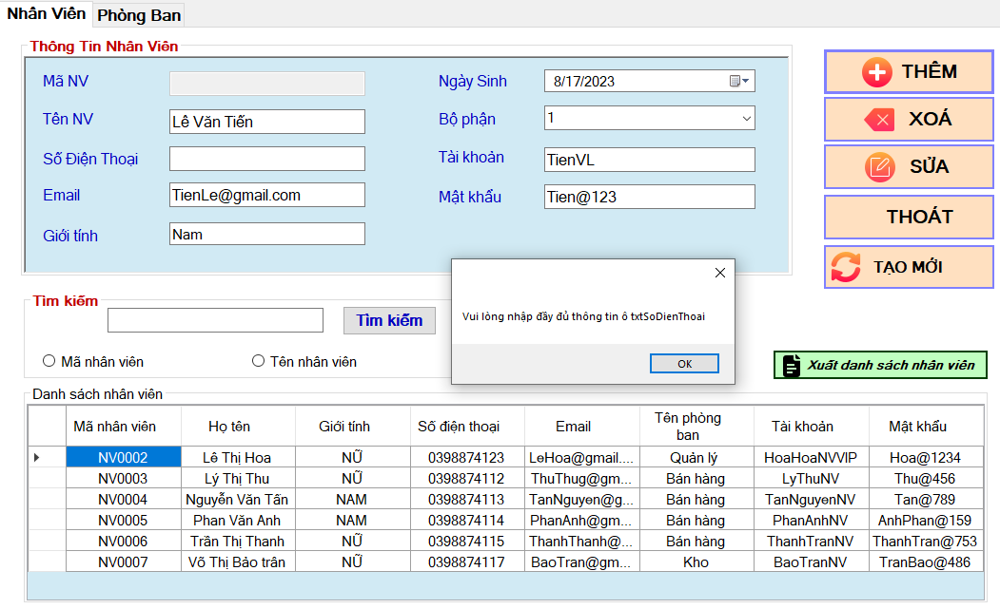 Nhân Viên Phòng Ban
Thông Tin Nhân Viên
Mã NV
Tên NV Lê Văn Tiến
Số Điện Thoại
Email TienLe@gmail.com
Giới tính Nam
Ngày Sinh 8/17/2023
Bộ phận 1
Tài khoản TienVL
Mật khẩu Tien@123
THÊM
XOÁ
SỬA
THOÁT
TẠO MỚI
Vui lòng nhập đầy đủ thông tin ô txtSoDienThoai
OK
Tìm kiếm
Tìm kiếm
Mã nhân viên Tên nhân viên
Xuất danh sách nhân viên
Danh sách nhân viên
Mã nhân viên Họ tên Giới tính Số điện thoại Email Tên phòng ban Tài khoản Mật khẩu
NV0002 Lê Thị Hoa NỮ 0398874123 LeHoa@gmail.... Quản lý HoaHoaNVVIP Hoa@1234
NV0003 Lý Thị Thu NỮ 0398874112 ThuThug@gm... Bán hàng LyThuNV Thu@456
NV0004 Nguyễn Văn Tấn NAM 0398874113 TanNguyen@g... Bán hàng TanNguyenNV Tan@789
NV0005 Phan Văn Anh NAM 0398874114 PhanAnh@gm... Bán hàng PhanAnhNV AnhPhan@159
NV0006 Trần Thị Thanh NỮ 0398874115 ThanhThanh@... Bán hàng ThanhTranNV ThanhTran@753
NV0007 Võ Thị Bảo trân NỮ 0398874117 BaoTran@gm... Kho BaoTranNV TranBao@486